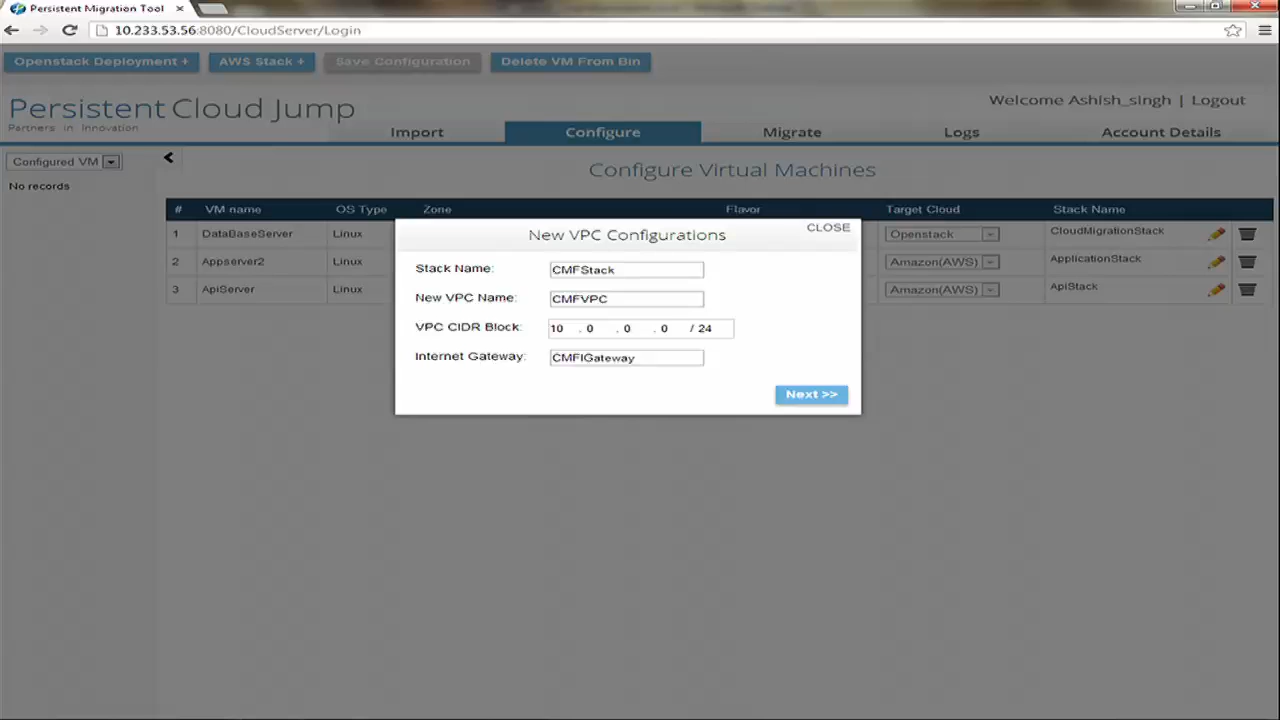 Persistent Migration Tool
10.233.53.56:8080/CloudServer/Login
Openstack Deployment + AWS Stack + Save Configuration Delete VM From Bin
Persistent Cloud Jump
Partners in Innovation
Welcome Ashish_singh | Logout
Import Configure Migrate Logs Account Details
Configured VM
No records
Configure Virtual Machines
# VM name OS Type Zone Flavor Target Cloud Stack Name
1 DataBaseServer Linux Openstack CloudMigrationStack
2 Appserver2 Linux Amazon(AWS) ApplicationStack
3 ApiServer Linux Amazon(AWS) ApiStack
New VPC Configurations CLOSE
Stack Name: CMFStack
New VPC Name: CMFVPC
VPC CIDR Block: 10 . 0 . 0 . 0 / 24
Internet Gateway: CMFIGateway
Next >>